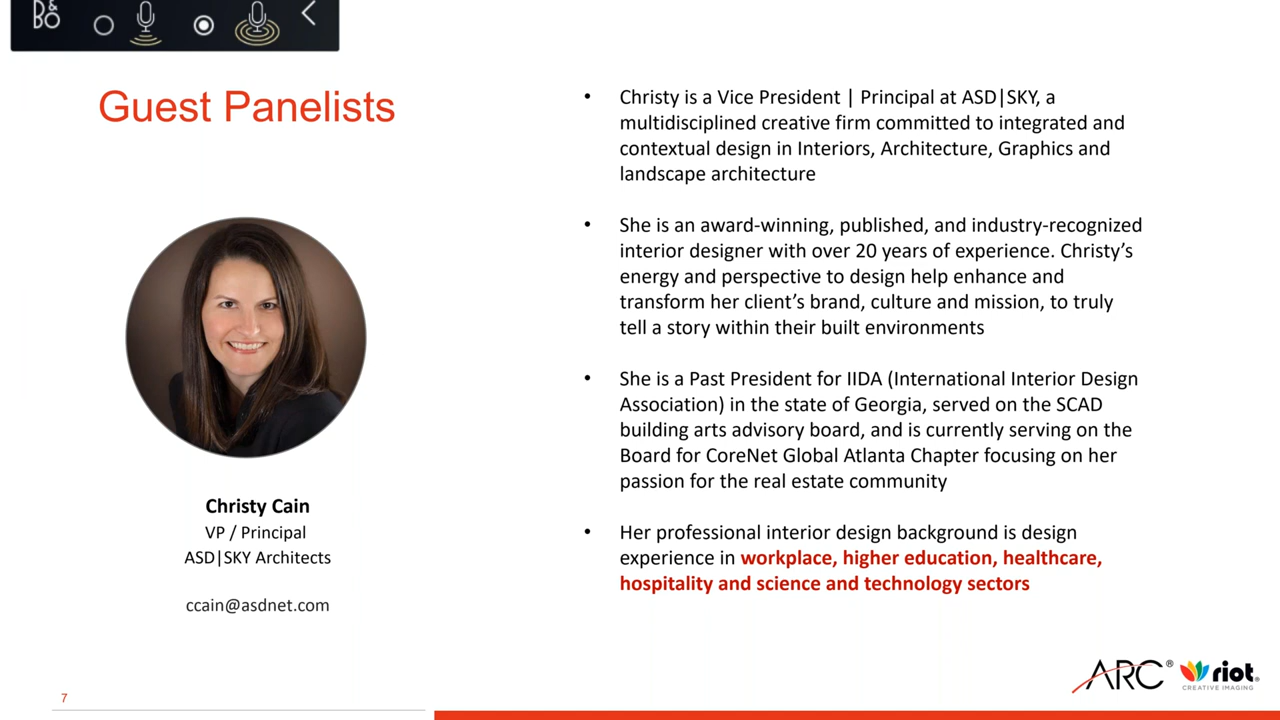 B&O
Guest Panelists
Christy Cain
VP / Principal
ASD|SKY Architects
ccain@asdnet.com
• Christy is a Vice President | Principal at ASD|SKY, a
multidisciplined creative firm committed to integrated and
contextual design in Interiors, Architecture, Graphics and
landscape architecture
• She is an award-winning, published, and industry-recognized
interior designer with over 20 years of experience. Christy’s
energy and perspective to design help enhance and
transform her client’s brand, culture and mission, to truly
tell a story within their built environments
• She is a Past President for IIDA (International Interior Design
Association) in the state of Georgia, served on the SCAD
building arts advisory board, and is currently serving on the
Board for CoreNet Global Atlanta Chapter focusing on her
passion for the real estate community
• Her professional interior design background is design
experience in workplace, higher education, healthcare,
hospitality and science and technology sectors
ARC®
riot®
CREATIVE IMAGING
7